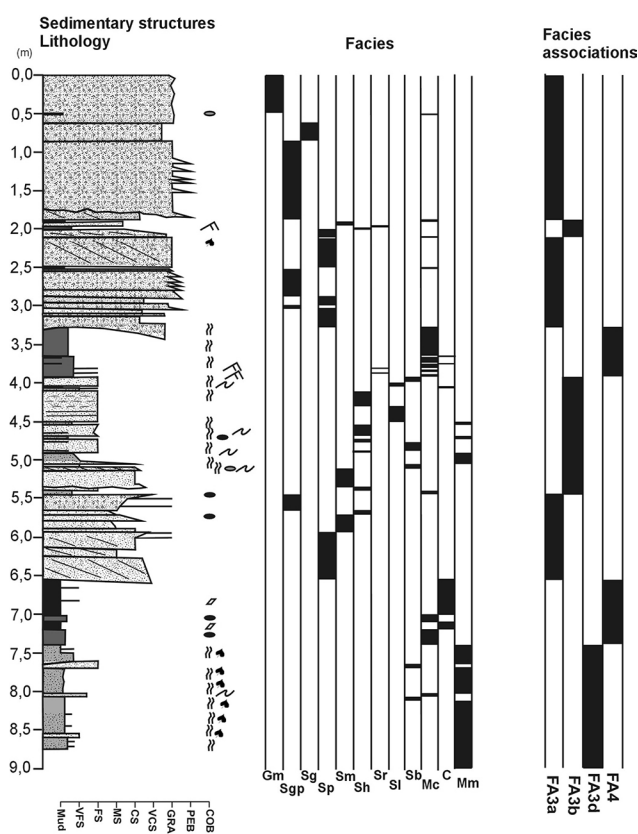 Sedimentary structures
Lithology
Facies
Facies
associations
(m)
0,0
0,5
1,0
1,5
2,0
2,5
3,0
3,5
4,0
4,5
5,0
5,5
6,0
6,5
7,0
7,5
8,0
8,5
9,0
Gm
Sgp
Sg
Sp
Sm
Sh
Sr
Sl
Sb
Mc
C
Mm
FA3a
FA3b
FA3d
FA4
Mud
VFS
FS
MS
CS
VCS
GRA
PEB
COB